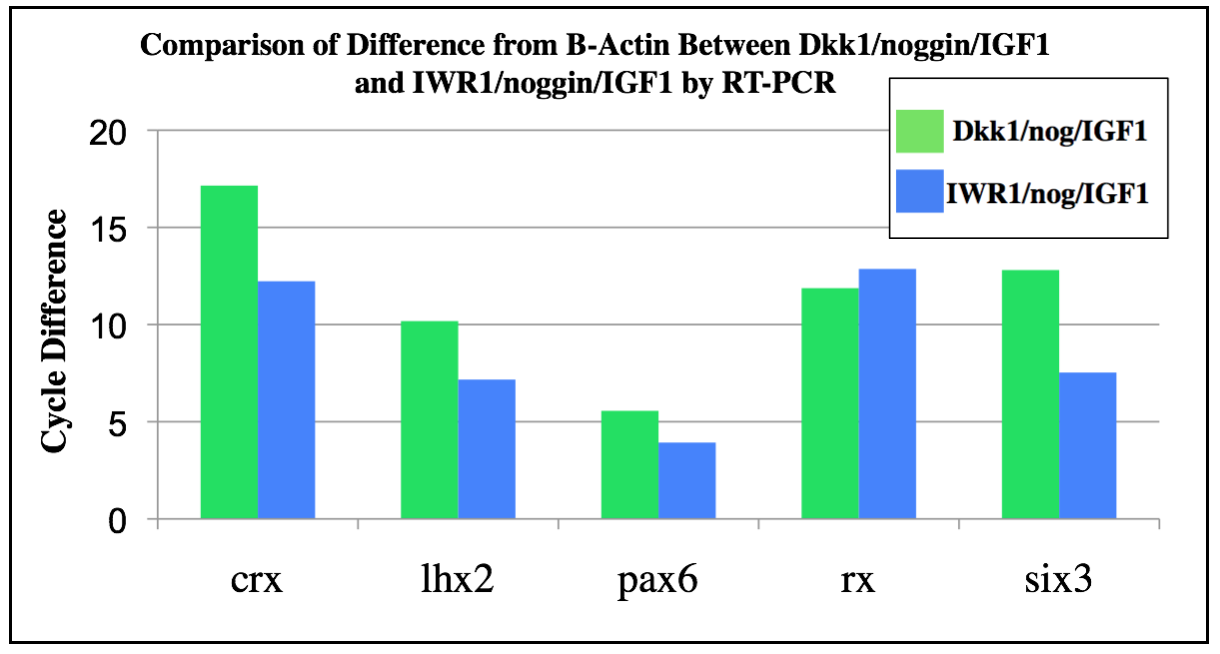 Comparison of Difference from B-Actin Between Dkk1/noggin/IGF1
and IWR1/noggin/IGF1 by RT-PCR
Dkk1/nog/IGF1
IWR1/nog/IGF1
Cycle Difference
20
15
10
5
0
crx lhx2 pax6 rx six3